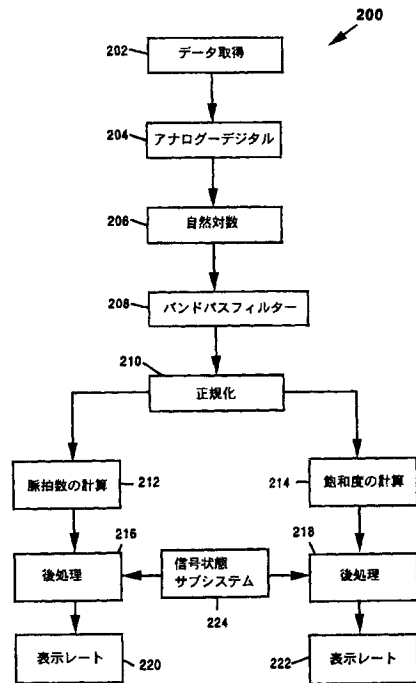 200
202
データ取得
204
アナログーデジタル
206
自然対数
208
バンドパスフィルター
210
正規化
脈拍数の計算
212
214
飽和度の計算
216
218
後処理
信号状態
サブシステム
後処理
224
表示レート
220
222
表示レート